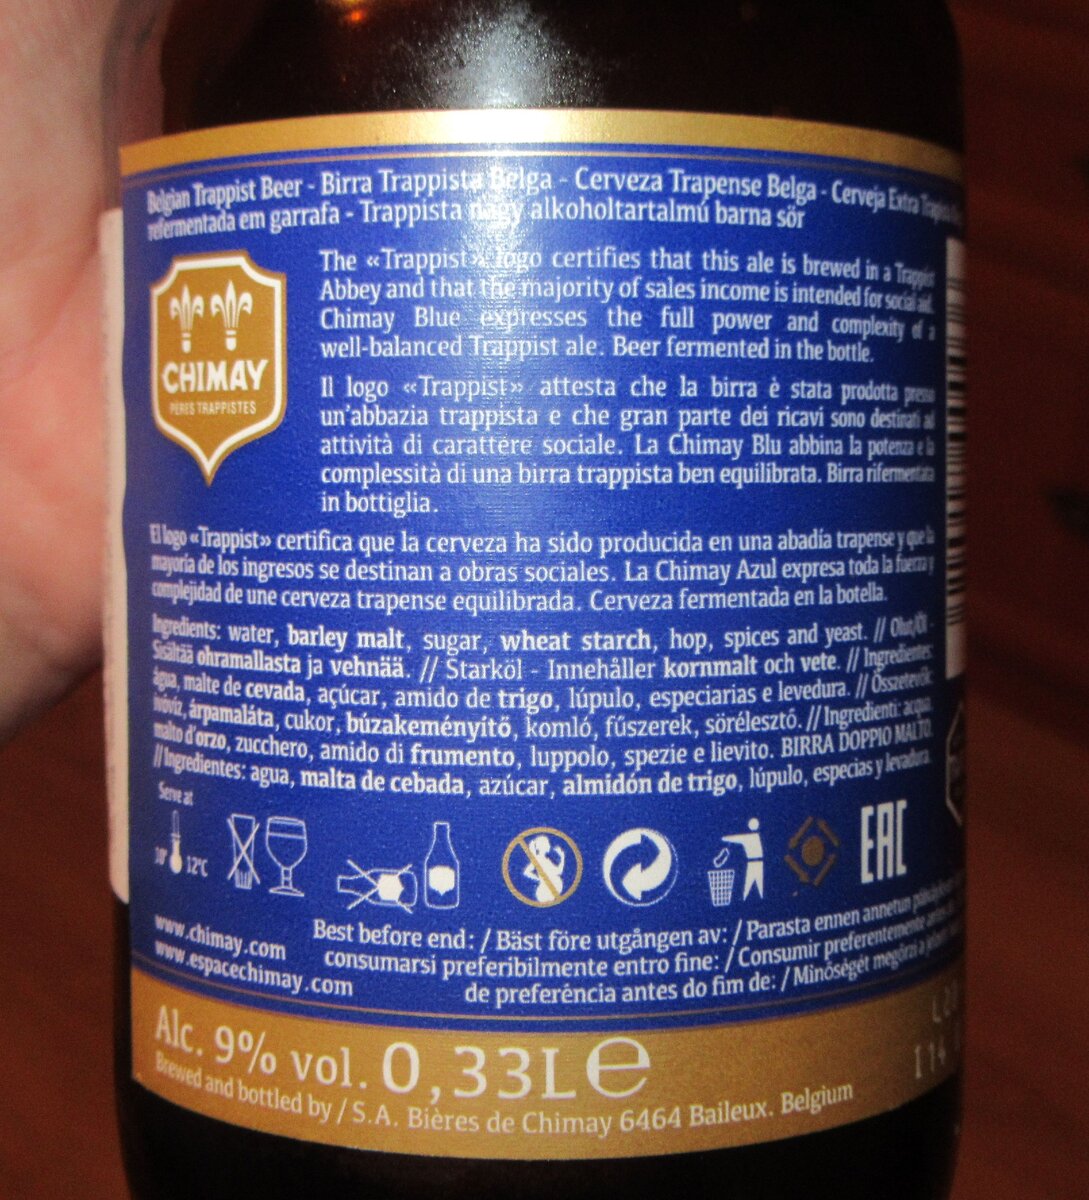 Belgian Trappist Beer - Birra Trappista Belga - Cerveza Trapense Belga - Cerveja Extra
refermentada em garrafa - Trappista nagy alkoholtartalmú barna sör
CHIMAY
PÈRES TRAPPISTES
The «Trappist» logo certifies that this ale is brewed in a Trappist
Abbey and that the majority of sales income is intended for social aid.
Chimay Blue expresses the full power and complexity of a
well-balanced Trappist ale. Beer fermented in the bottle.
Il logo «Trappist» attesta che la birra è stata prodotta presso
un'abbazia trappista e che gran parte dei ricavi sono destinati ad
attività di carattere sociale. La Chimay Blu abbina la potenza e la
complessità di una birra trappista ben equilibrata. Birra rifermentata
in bottiglia.
El logo «Trappist» certifica que la cerveza ha sido producida en una abadía trapense y que la
mayoria de los ingresos se destinan a obras sociales. La Chimay Azul expresa toda la fuerza y
complejidad de une cerveza trapense equilibrada. Cerveza fermentada en la botella.
Ingredients: water, barley malt, sugar, wheat starch, hop, spices and yeast. // Olut/Öl -
Sisältää ohramallasta ja vehnää. // Starköl - Innehåller kornmalt och vete. // Ingredientes:
água, malte de cevada, açúcar, amido de trigo, lúpulo, especiarias e levedura. // Összetevők:
ivóvíz, árpamaláta, cukor, búzakeményítő, komló, fűszerek, sörélesztő. // Ingredienti: acqua,
malto d'orzo, zucchero, amido di frumento, luppolo, spezie e lievito. BIRRA DOPPIO MALTO.
// Ingredientes: agua, malta de cebada, azúcar, almidón de trigo, lúpulo, especias y levadura.
Serve at
10° 12°C
EAC
www.chimay.com
www.espacechimay.com
Best before end: / Bäst före utgången av: / Parasta ennen annetun
consumarsi preferibilmente entro fine: / Consumir preferentemente antes
de preferência antes do fim de: / Minőségét megőrzi a
Alc. 9% vol. 0,33L e
Brewed and bottled by / S.A. Bières de Chimay 6464 Baileux. Belgium